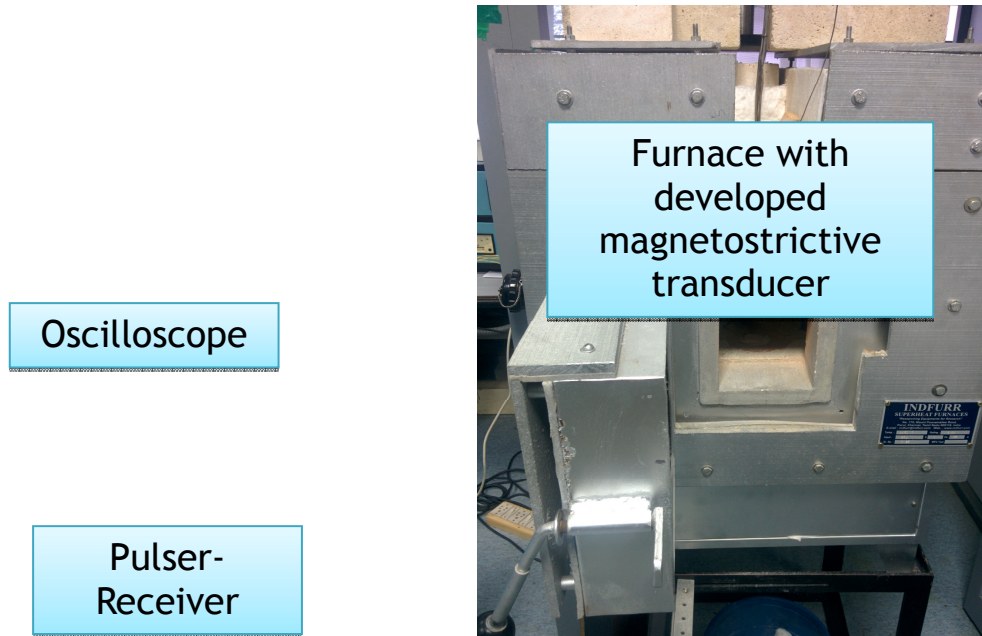 Furnace with
developed
magnetostrictive
transducer
Oscilloscope
Pulser-
Receiver
INDFURR
SUPERHEAT FURNACES